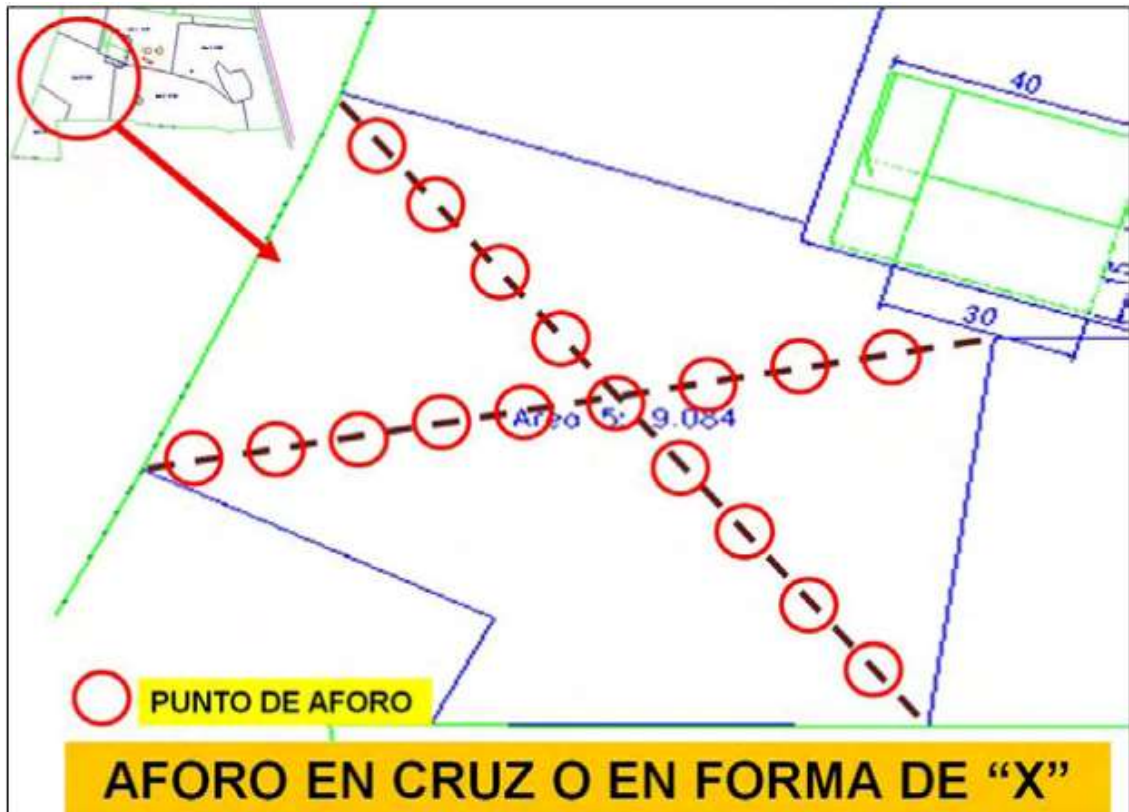 40
30
Area 5: 9.084
PUNTO DE AFORO
AFORO EN CRUZ O EN FORMA DE “X”